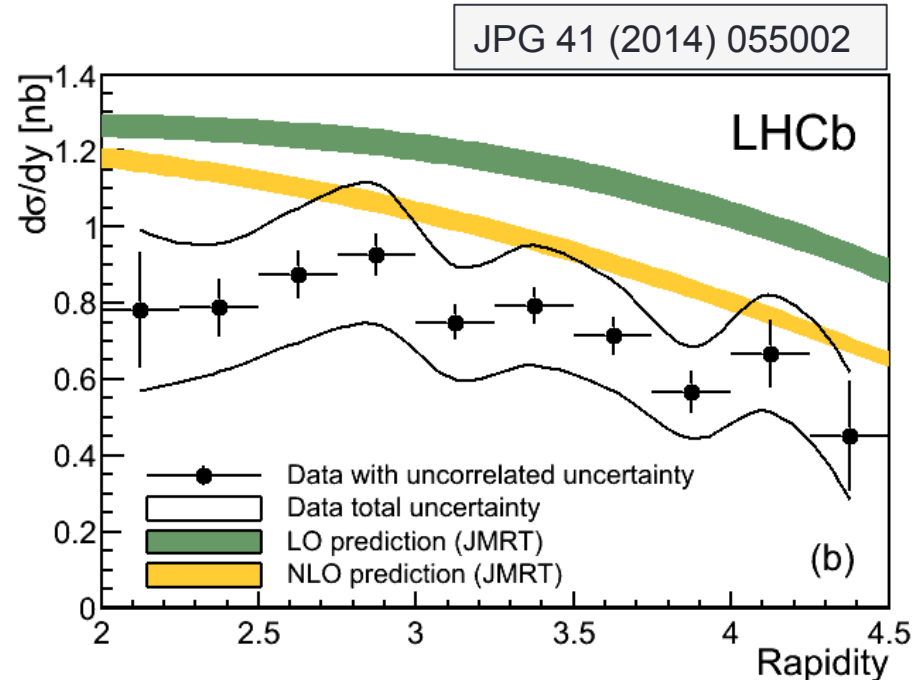 JPG 41 (2014) 055002
dσ/dy [nb]
1.4
1.2
1
0.8
0.6
0.4
0.2
0
LHCb
Data with uncorrelated uncertainty
Data total uncertainty
LO prediction (JMRT)
NLO prediction (JMRT)
(b)
2 2.5 3 3.5 4 4.5
Rapidity